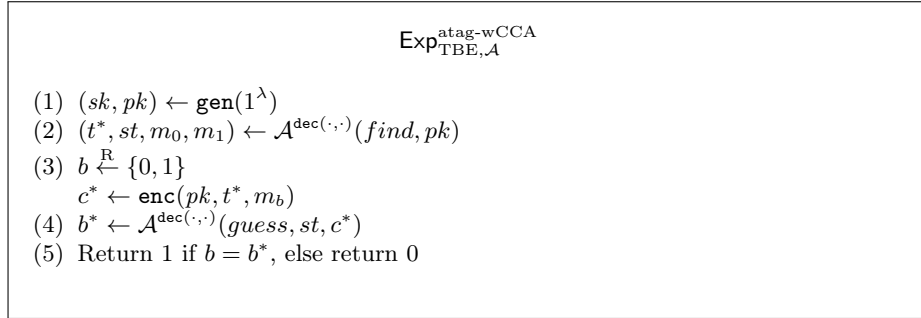 Exp^{atag-wCCA}_{TBE,𝒜}
(1) (sk, pk) ← gen(1^λ)
(2) (t*, st, m_0, m_1) ← 𝒜^{dec(·,·)}(find, pk)
(3) b ←^R {0, 1}
c* ← enc(pk, t*, m_b)
(4) b* ← 𝒜^{dec(·,·)}(guess, st, c*)
(5) Return 1 if b = b*, else return 0